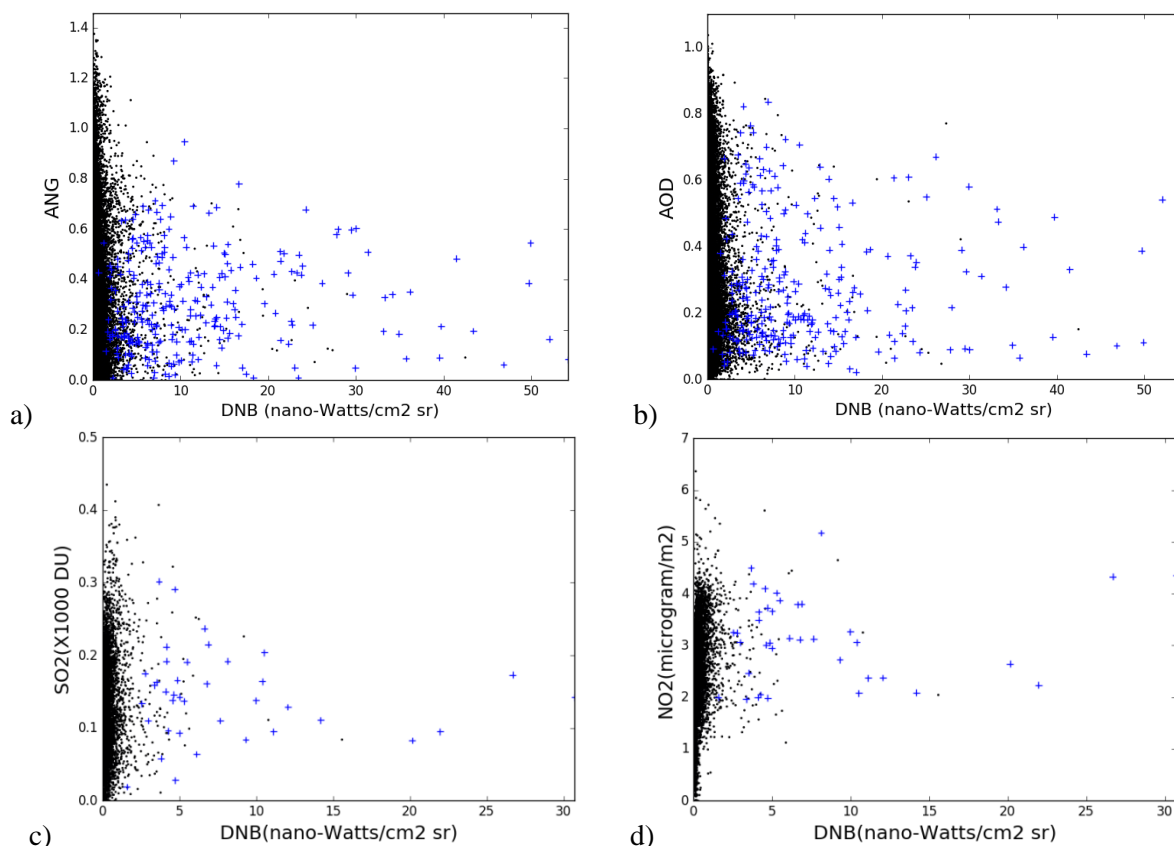 1.4
1.2
1.0
0.8
0.6
0.4
0.2
0.0
ANG
0 10 20 30 40 50
DNB (nano-Watts/cm2 sr)
a)
1.0
0.8
0.6
0.4
0.2
0.0
AOD
0 10 20 30 40 50
DNB (nano-Watts/cm2 sr)
b)
0.5
0.4
0.3
0.2
0.1
0.0
SO2(X1000 DU)
0 5 10 15 20 25 30
DNB(nano-Watts/cm2 sr)
c)
7
6
5
4
3
2
1
0
NO2(microgram/m2)
0 5 10 15 20 25 30
DNB(nano-Watts/cm2 sr)
d)